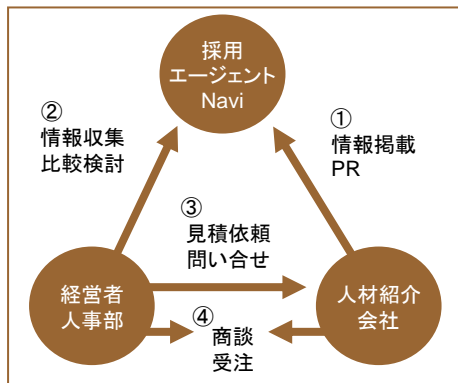 採用
エージェント
Navi
①
情報掲載
PR
②
情報収集
比較検討
③
見積依頼
問い合せ
経営者
人事部
人材紹介
会社
④
商談
受注